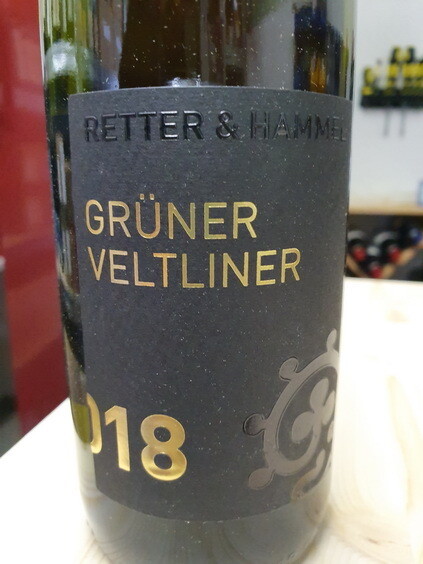 RETTER & HAMMEL
GRÜNER
VELTLINER
018